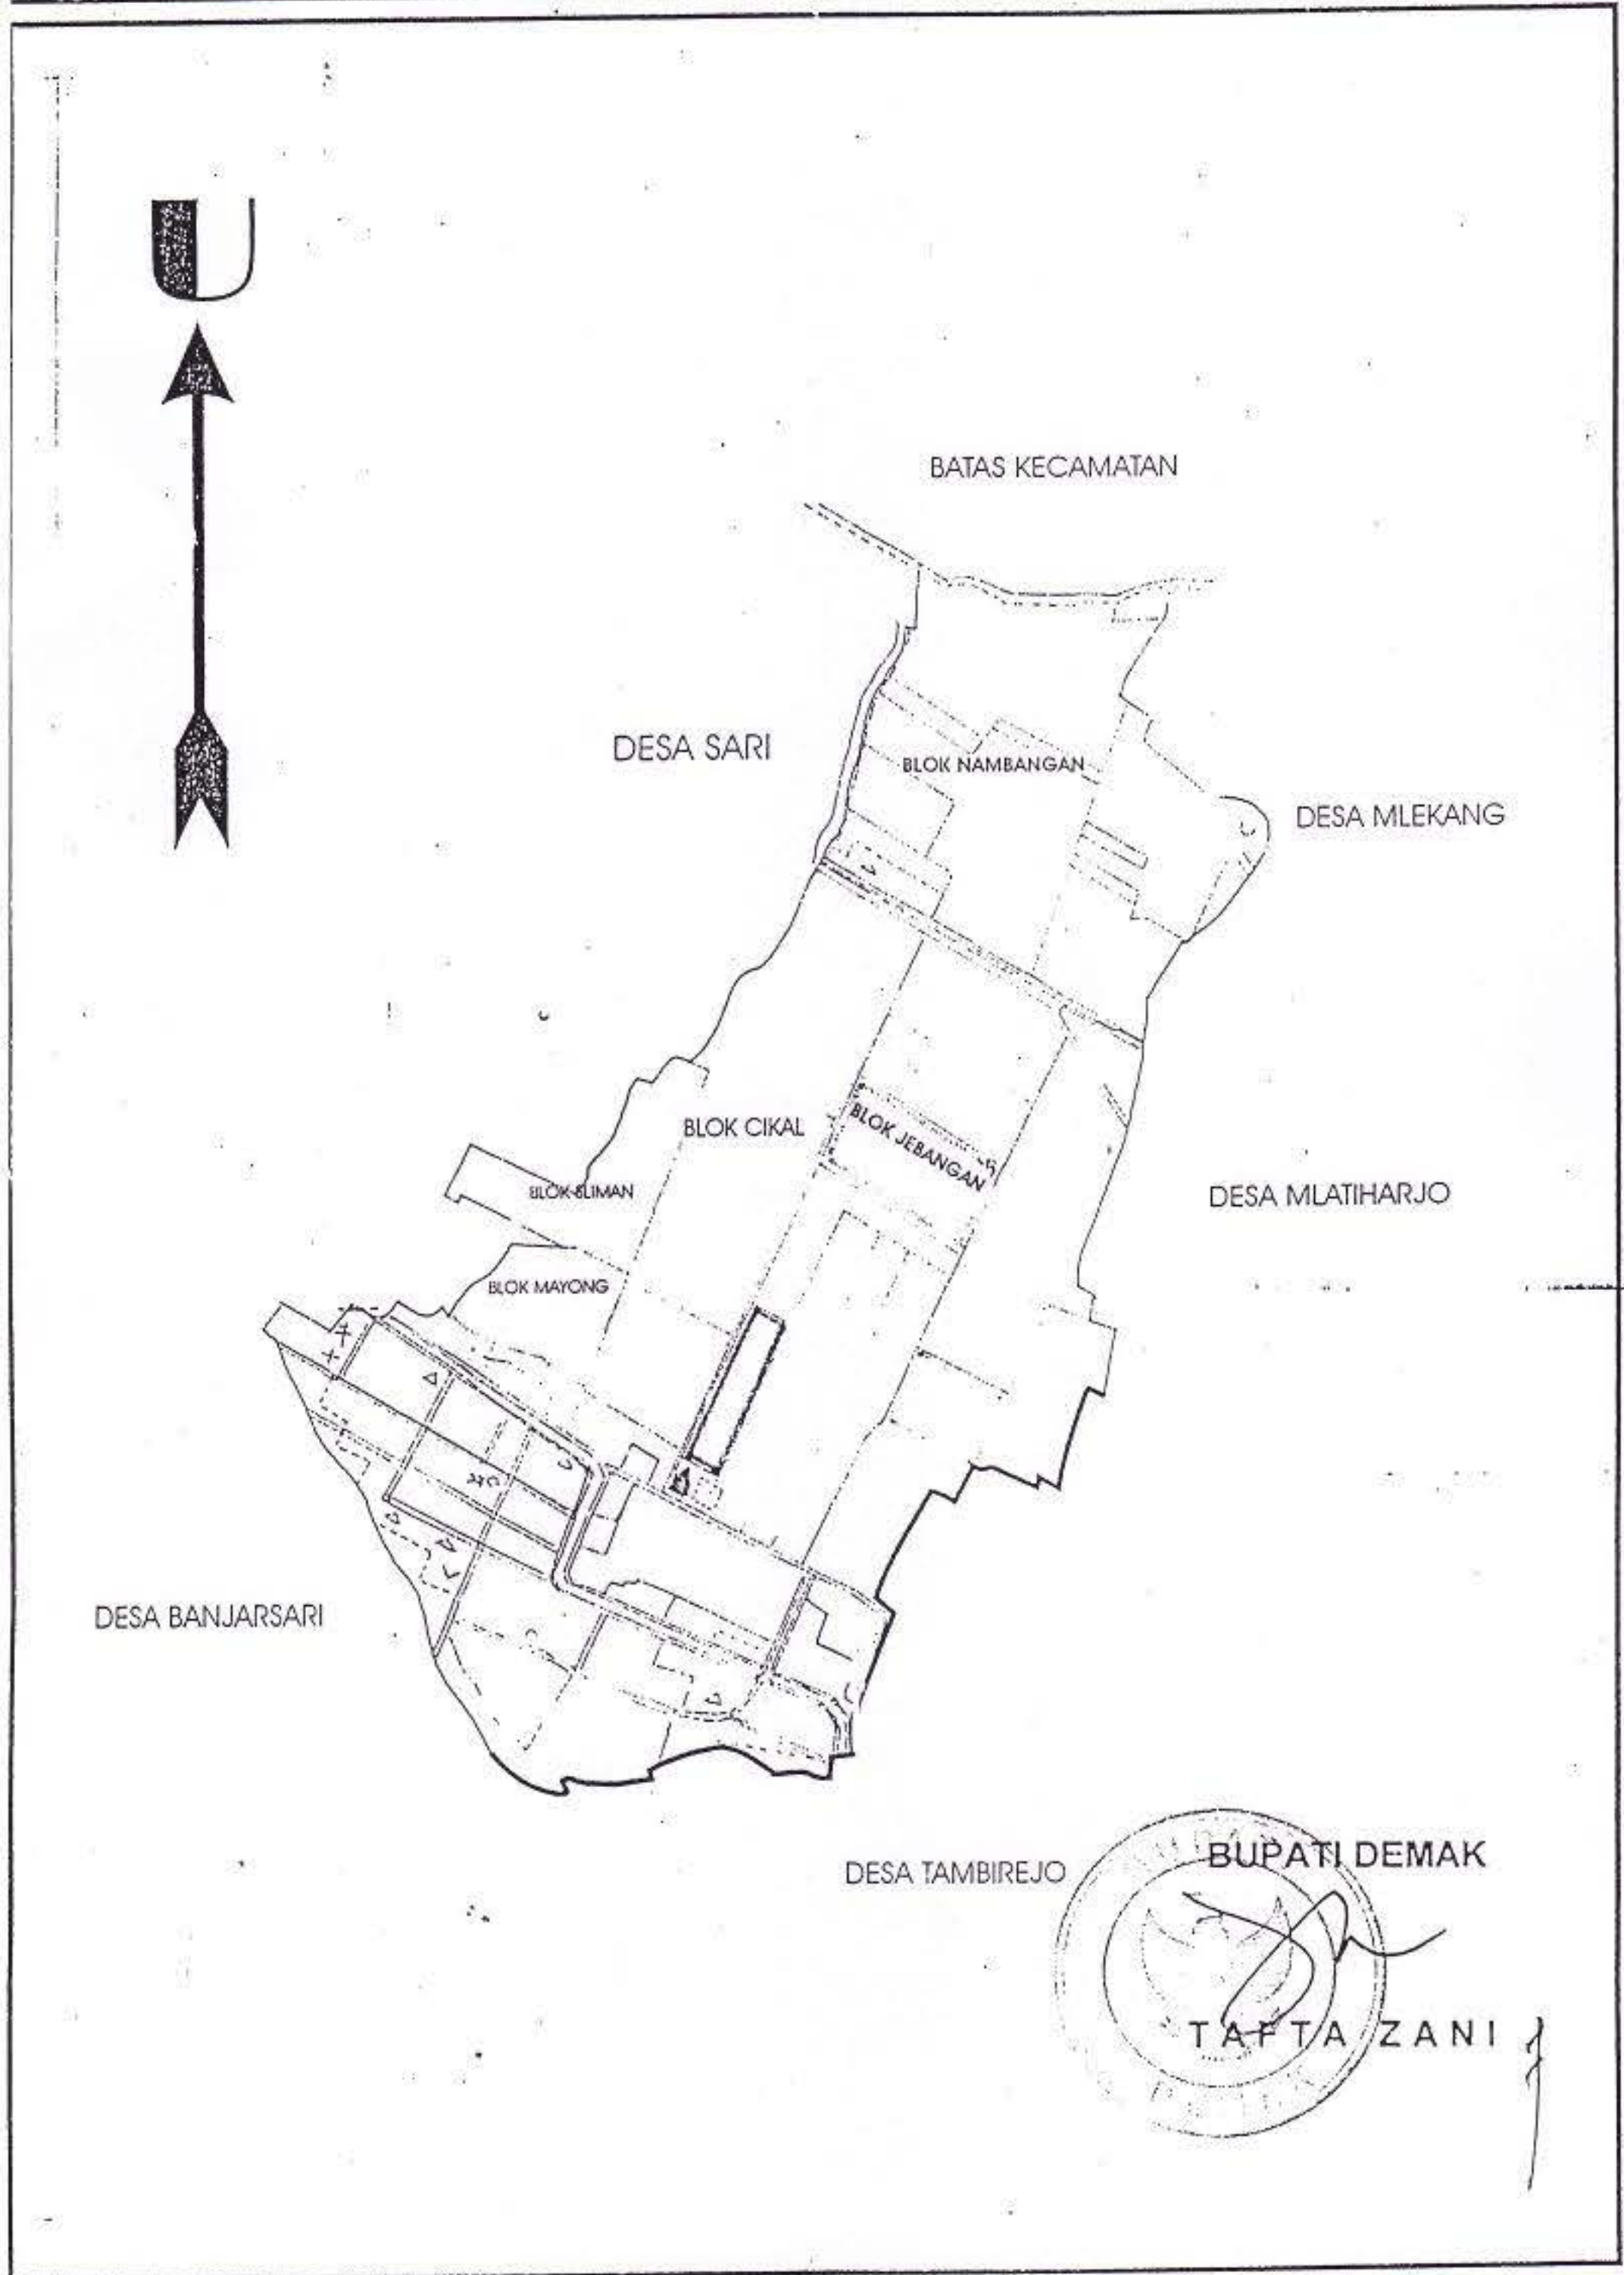 U
BATAS KECAMATAN
DESA SARI
BLOK NAMBANGAN
DESA MLEKANG
BLOK CIKAL
BLOK JEBANGAN
BLOK SLIMAN
DESA MLATIHARJO
BLOK MAYONG
DESA BANJARSARI
DESA TAMBIREJO
BUPATI DEMAK
TAFTA ZANI